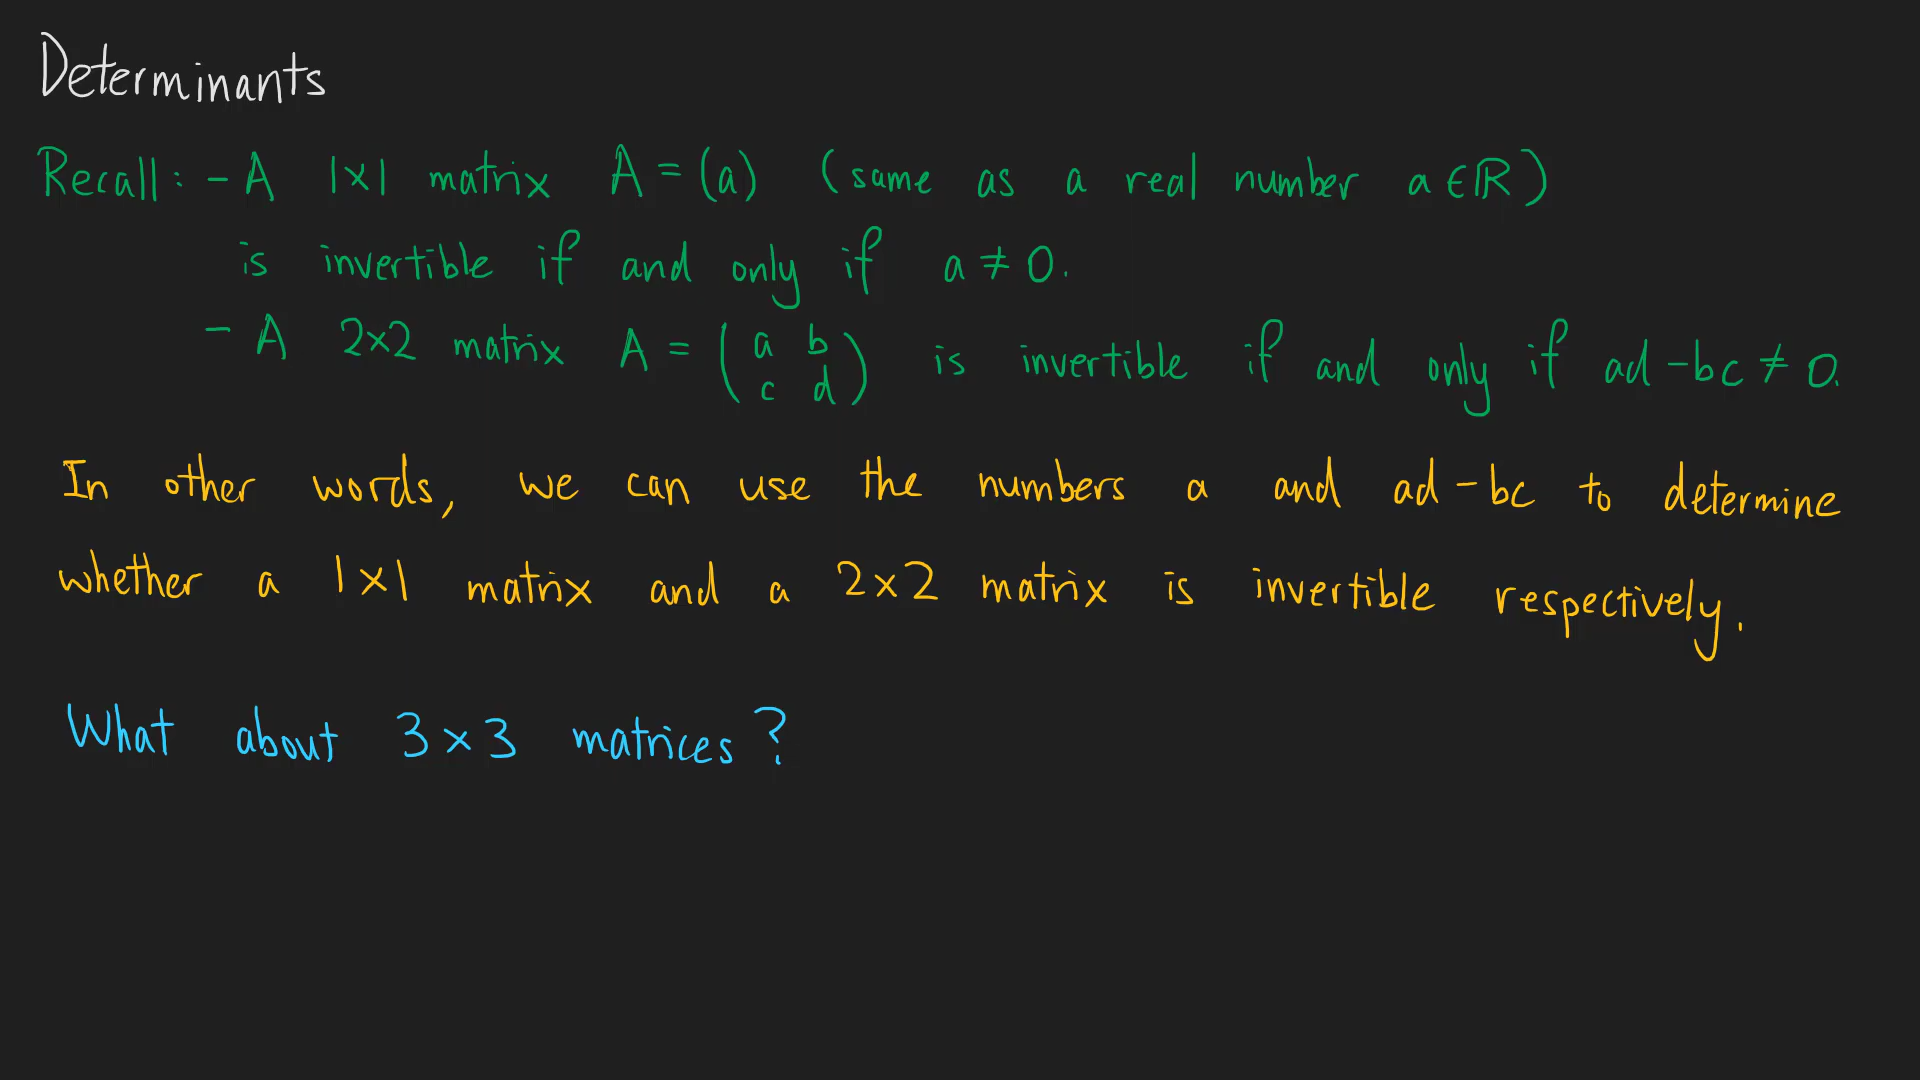 Determinants
Recall: - A 1×1 matrix A = (a) (same as a real number a ∈ ℝ)
is invertible if and only if a ≠ 0.
- A 2×2 matrix A = (a b
c d) is invertible if and only if ad - bc ≠ 0.
In other words, we can use the numbers a and ad - bc to determine
whether a 1×1 matrix and a 2×2 matrix is invertible respectively.
What about 3×3 matrices?